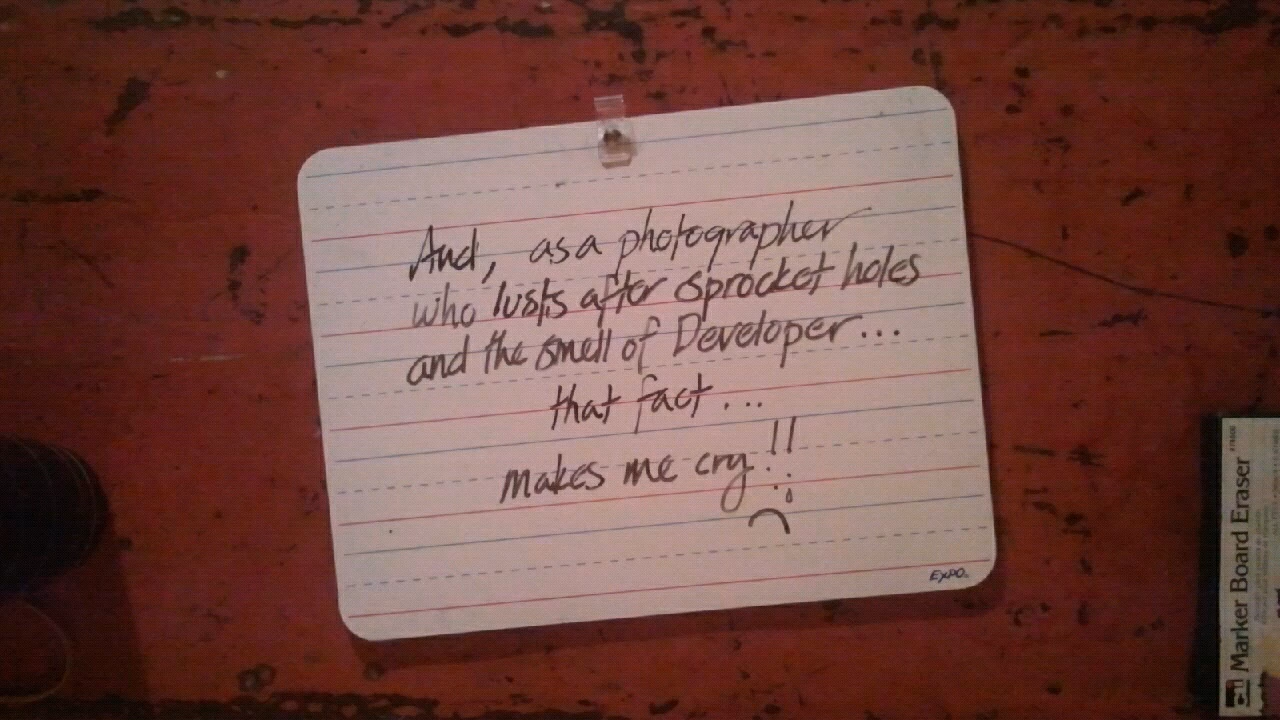 And, as a photographer
who lusts after sprocket holes
and the smell of Developer...
that fact...
makes me cry!!
EXPO
Marker Board Eraser